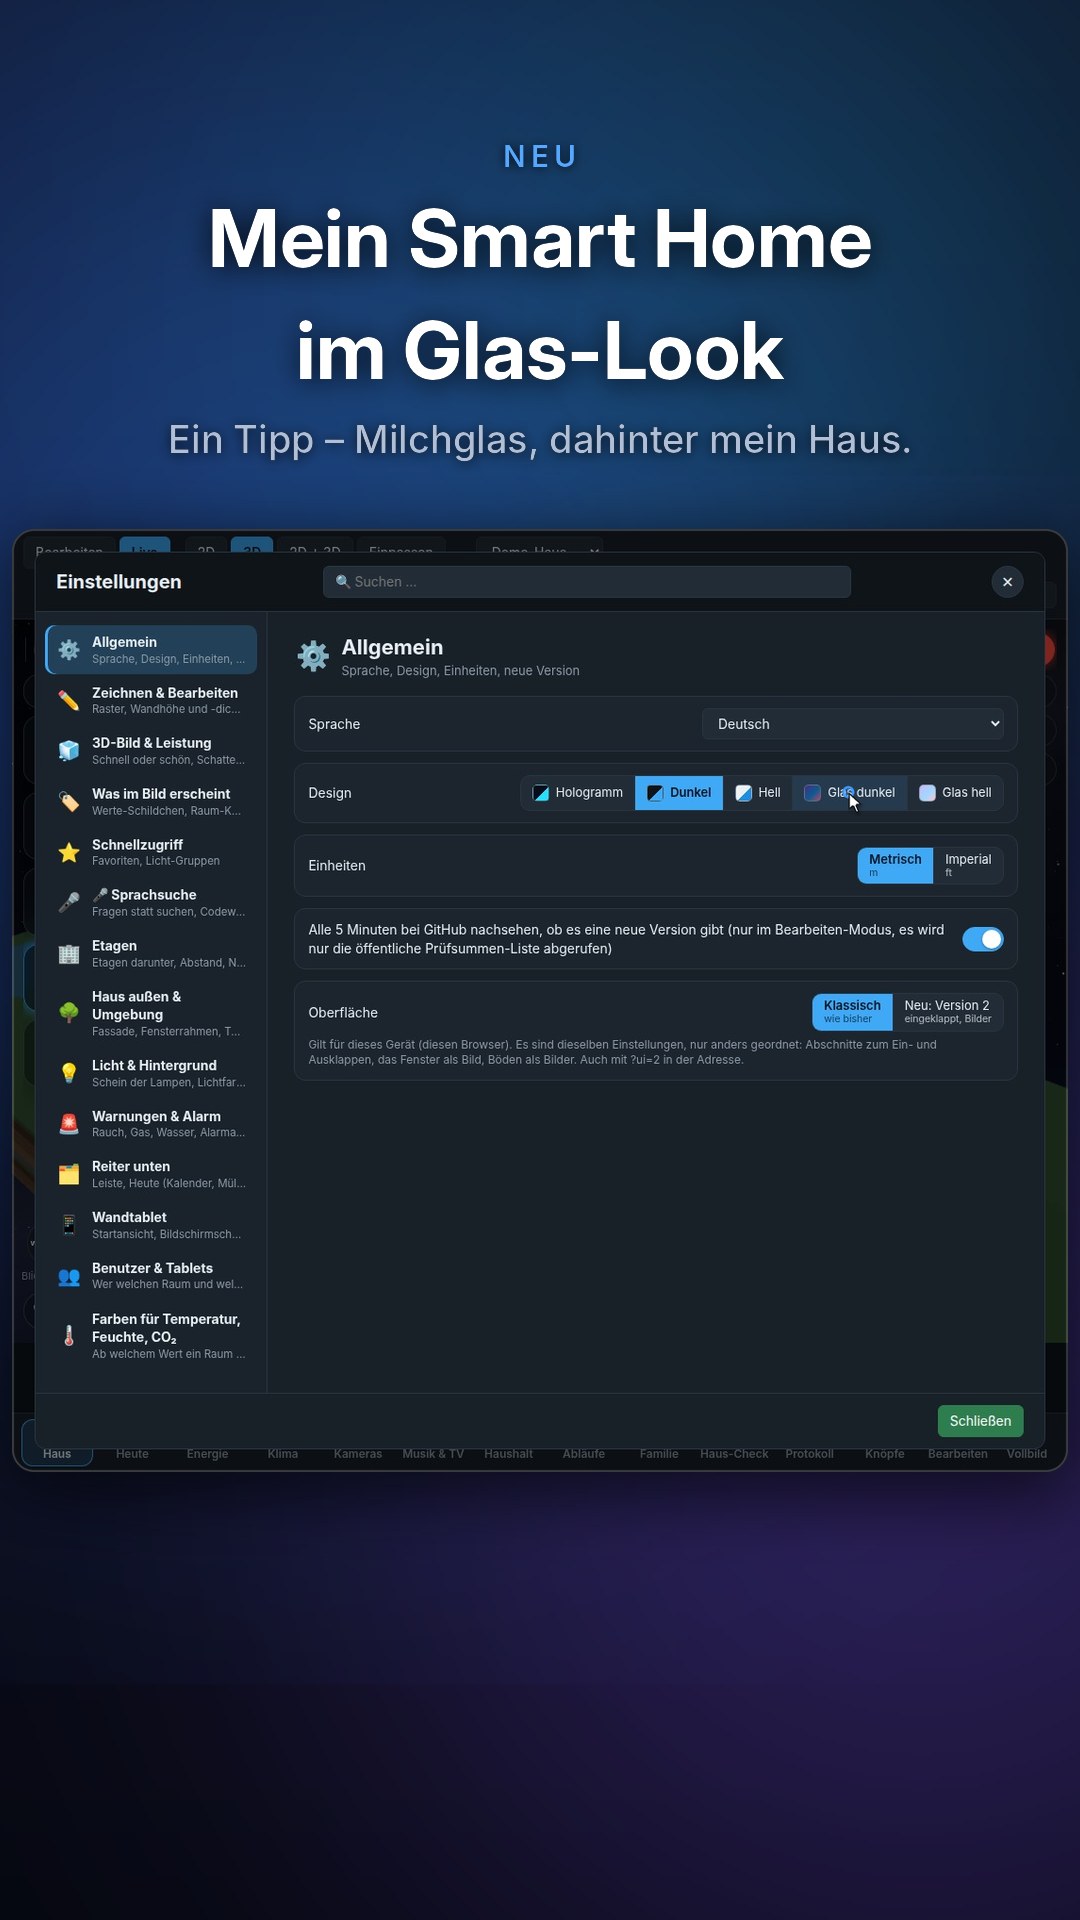 NEU
Mein Smart Home
im Glas-Look
Ein Tipp – Milchglas, dahinter mein Haus.
Bearbeiten Live 2D 3D 2D + 3D Einpassen Demo-Haus
Einstellungen
🔍 Suchen ...
Allgemein
Sprache, Design, Einheiten, ...
Zeichnen & Bearbeiten
Raster, Wandhöhe und -dic...
3D-Bild & Leistung
Schnell oder schön, Schatte...
Was im Bild erscheint
Werte-Schildchen, Raum-K...
Schnellzugriff
Favoriten, Licht-Gruppen
🎤 Sprachsuche
Fragen statt suchen, Codew...
Etagen
Etagen darunter, Abstand, N...
Haus außen &
Umgebung
Fassade, Fensterrahmen, T...
Licht & Hintergrund
Schein der Lampen, Lichtfar...
Warnungen & Alarm
Rauch, Gas, Wasser, Alarma...
Reiter unten
Leiste, Heute (Kalender, Mül...
Wandtablet
Startansicht, Bildschirmsch...
Benutzer & Tablets
Wer welchen Raum und wel...
Farben für Temperatur,
Feuchte, CO₂
Ab welchem Wert ein Raum ...
Allgemein
Sprache, Design, Einheiten, neue Version
Sprache Deutsch
Design Hologramm Dunkel Hell Glas dunkel Glas hell
Einheiten
Metrisch Imperial
m ft
Alle 5 Minuten bei GitHub nachsehen, ob es eine neue Version gibt (nur im Bearbeiten-Modus, es wird
nur die öffentliche Prüfsummen-Liste abgerufen)
Oberfläche
Klassisch Neu: Version 2
wie bisher eingeklappt, Bilder
Gilt für dieses Gerät (diesen Browser). Es sind dieselben Einstellungen, nur anders geordnet: Abschnitte zum Ein- und
Ausklappen, das Fenster als Bild, Böden als Bilder. Auch mit ?ui=2 in der Adresse.
Schließen
Haus Heute Energie Klima Kameras Musik & TV Haushalt Abläufe Familie Haus-Check Protokoll Knöpfe Bearbeiten Vollbild